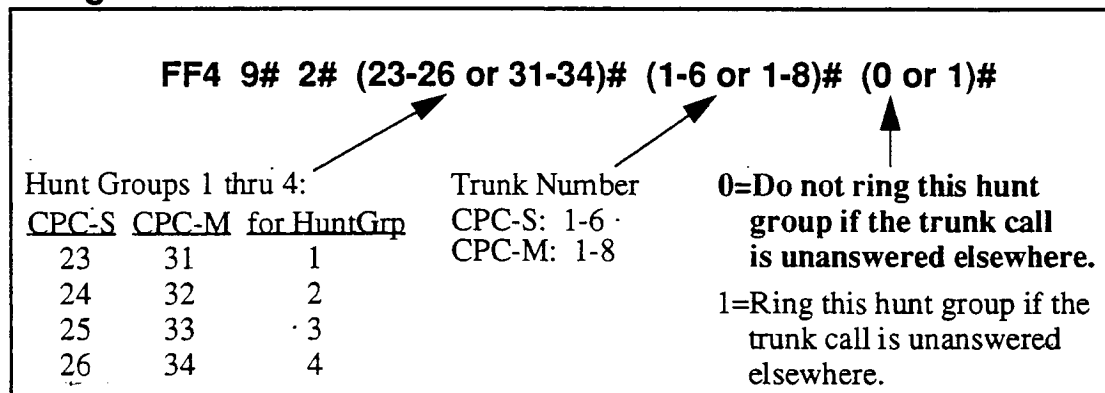 FF4 9# 2# (23-26 or 31-34)# (1-6 or 1-8)# (0 or 1)#
Hunt Groups 1 thru 4:
CPC-S CPC-M for HuntGrp
23 31 1
24 32 2
25 33 3
26 34 4
Trunk Number
CPC-S: 1-6
CPC-M: 1-8
0=Do not ring this hunt
group if the trunk call
is unanswered elsewhere.
1=Ring this hunt group if the
trunk call is unanswered
elsewhere.